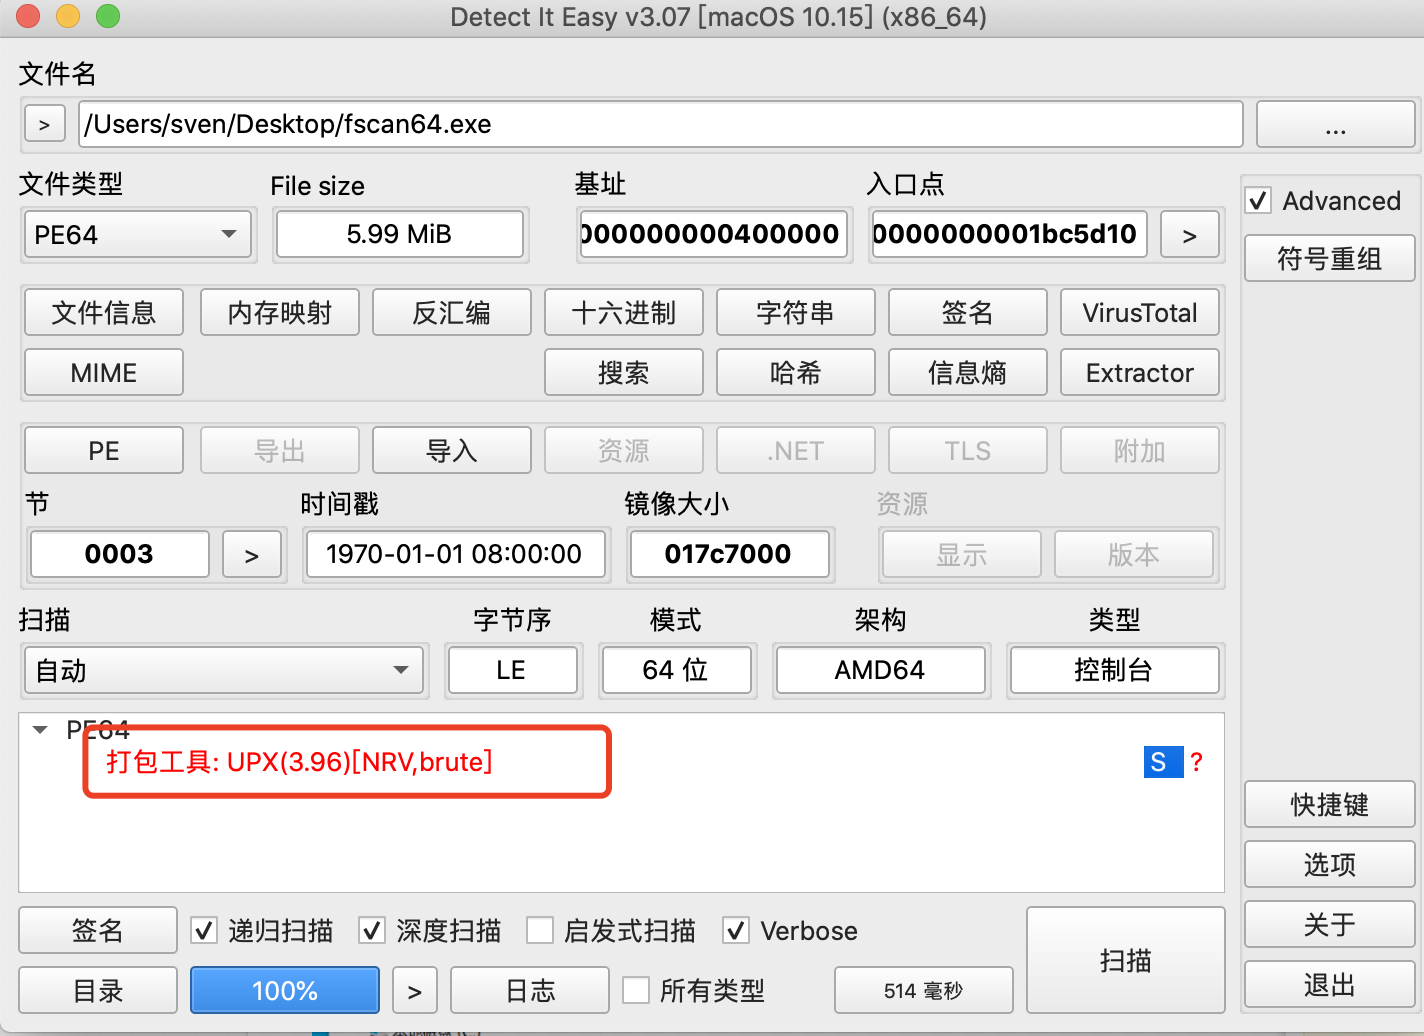 Detect It Easy v3.07 [macOS 10.15] (x86_64)
文件名
> /Users/sven/Desktop/fscan64.exe ...
文件类型 File size 基址 入口点
PE64 5.99 MiB 000000000400000 0000000001bc5d10 >
Advanced
符号重组
文件信息 内存映射 反汇编 十六进制 字符串 签名 VirusTotal
MIME 搜索 哈希 信息熵 Extractor
PE 导出 导入 资源 .NET TLS 附加
节 时间戳 镜像大小 资源
0003 > 1970-01-01 08:00:00 017c7000 显示 版本
扫描 字节序 模式 架构 类型
自动 LE 64 位 AMD64 控制台
PE64
打包工具: UPX(3.96)[NRV,brute] S ?
快捷键
选项
关于
退出
签名 递归扫描 深度扫描 启发式扫描 Verbose 扫描
目录 100% > 日志 所有类型 514 毫秒